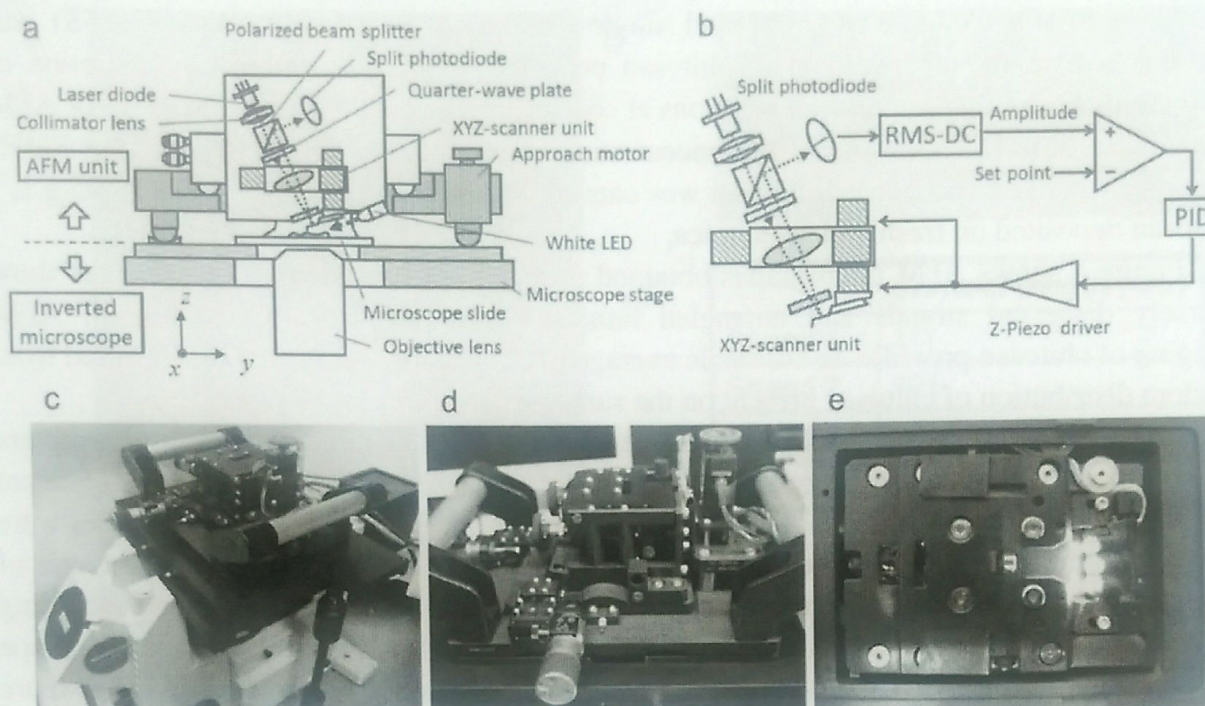 a
Polarized beam splitter
Split photodiode
Laser diode
Quarter-wave plate
Collimator lens
XYZ-scanner unit
AFM unit
Approach motor
White LED
Microscope stage
Inverted
microscope
z
x
y
Microscope slide
Objective lens
b
Split photodiode
RMS-DC
Amplitude
+
Set point
−
PID
Z-Piezo driver
XYZ-scanner unit
c
d
e